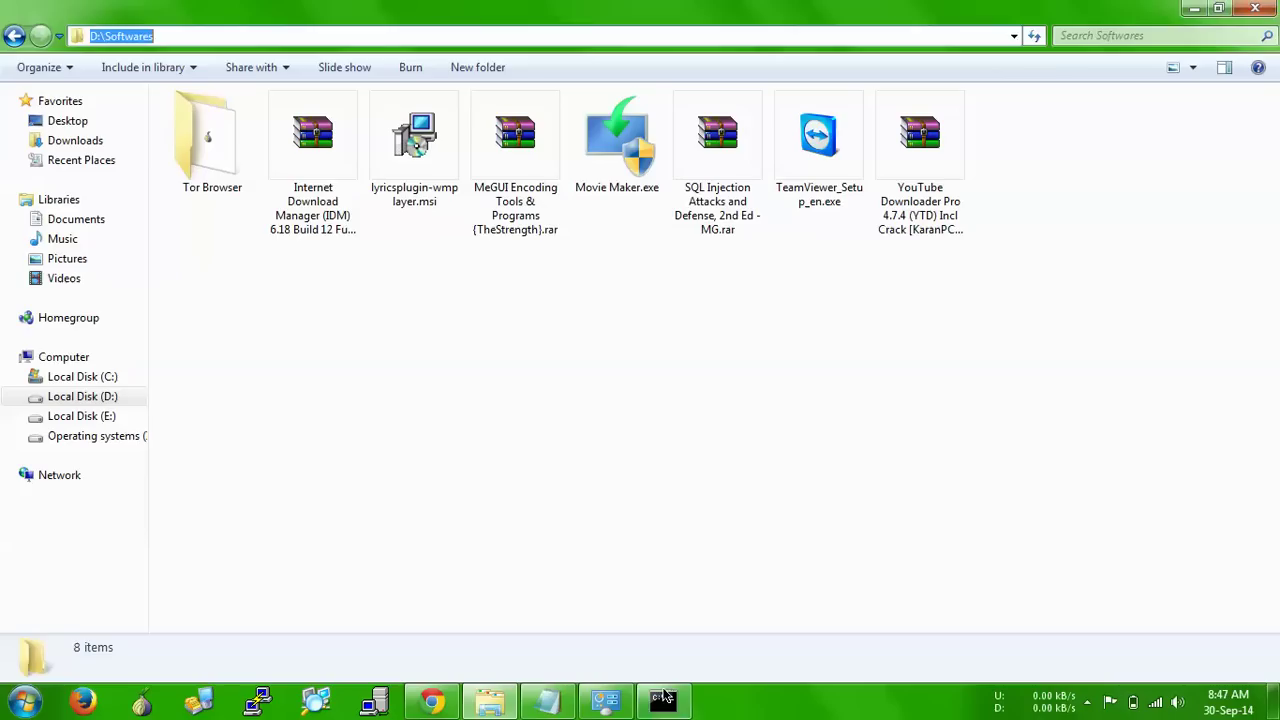 D:\Softwares
Search Softwares
Organize
Include in library
Share with
Slide show
Burn
New folder
Favorites
Desktop
Downloads
Recent Places
Libraries
Documents
Music
Pictures
Videos
Homegroup
Computer
Local Disk (C:)
Local Disk (D:)
Local Disk (E:)
Operating systems (
Network
Tor Browser
Internet
Download
Manager (IDM)
6.18 Build 12 Fu...
lyricsplugin-wmp
layer.msi
MeGUI Encoding
Tools &
Programs
{TheStrength}.rar
Movie Maker.exe
SQL Injection
Attacks and
Defense, 2nd Ed -
MG.rar
TeamViewer_Setu
p_en.exe
YouTube
Downloader Pro
4.7.4 (YTD) Incl
Crack [KaranPC...
8 items
U: 0.00 kB/s
D: 0.00 kB/s
8:47 AM
30-Sep-14